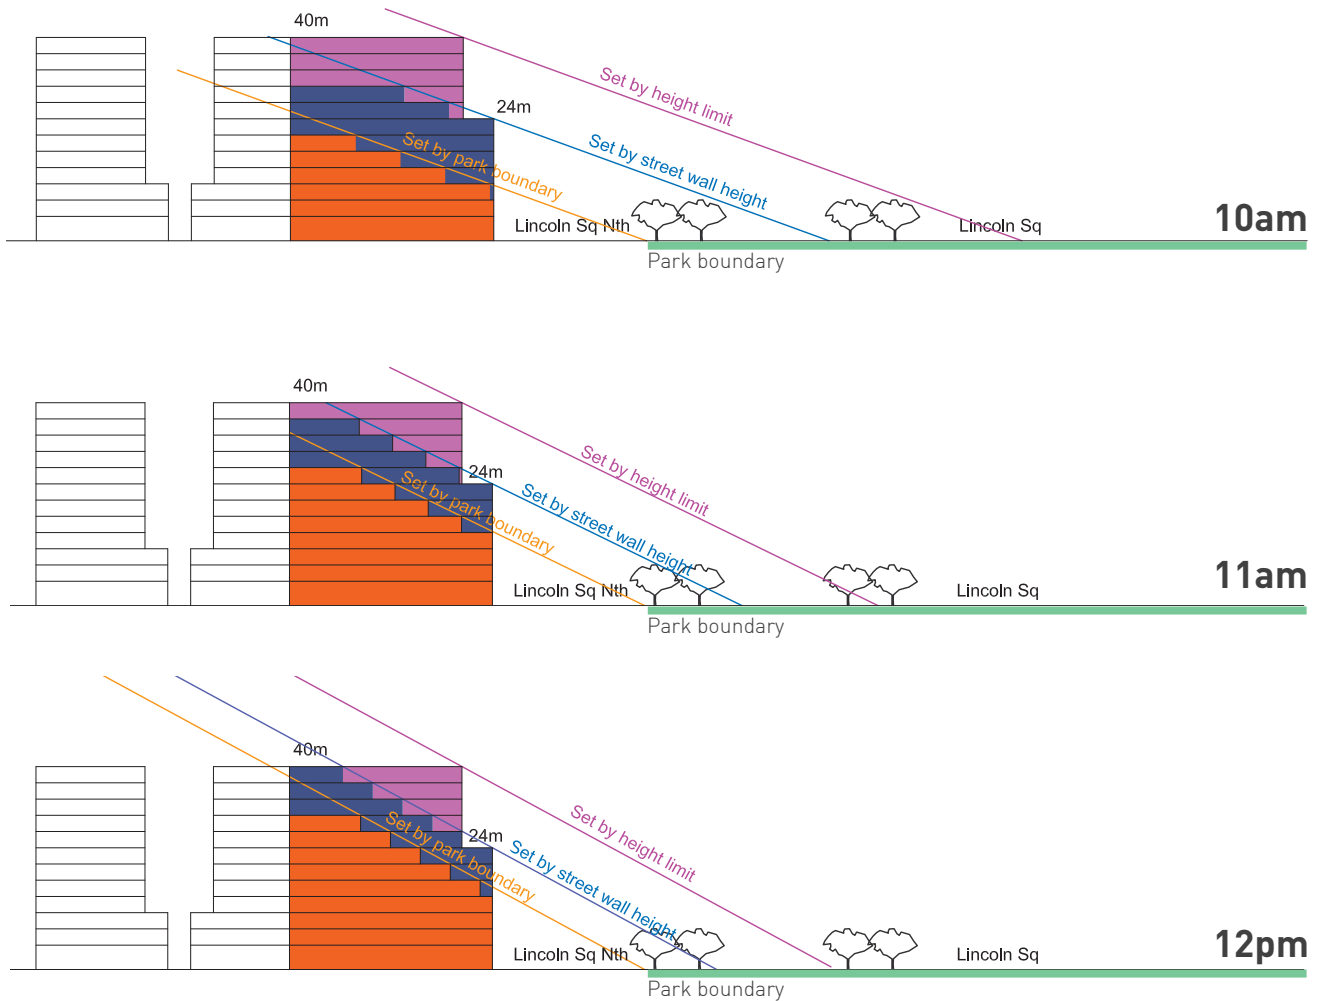 40m
Set by height limit
24m
Set by park boundary
Set by street wall height
Lincoln Sq Nth
Lincoln Sq
10am
Park boundary
40m
Set by height limit
24m
Set by park boundary
Set by street wall height
Lincoln Sq Nth
Lincoln Sq
11am
Park boundary
40m
Set by height limit
24m
Set by park boundary
Set by street wall height
Lincoln Sq Nth
Lincoln Sq
12pm
Park boundary